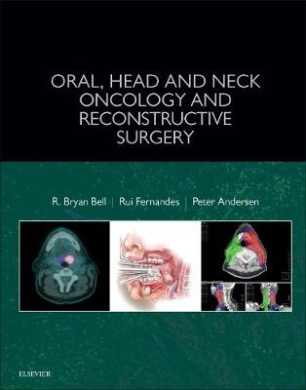 ORAL, HEAD AND NECK
ONCOLOGY AND
RECONSTRUCTIVE
SURGERY
R. Bryan Bell | Rui Fernandes | Peter Andersen
ELSEVIER